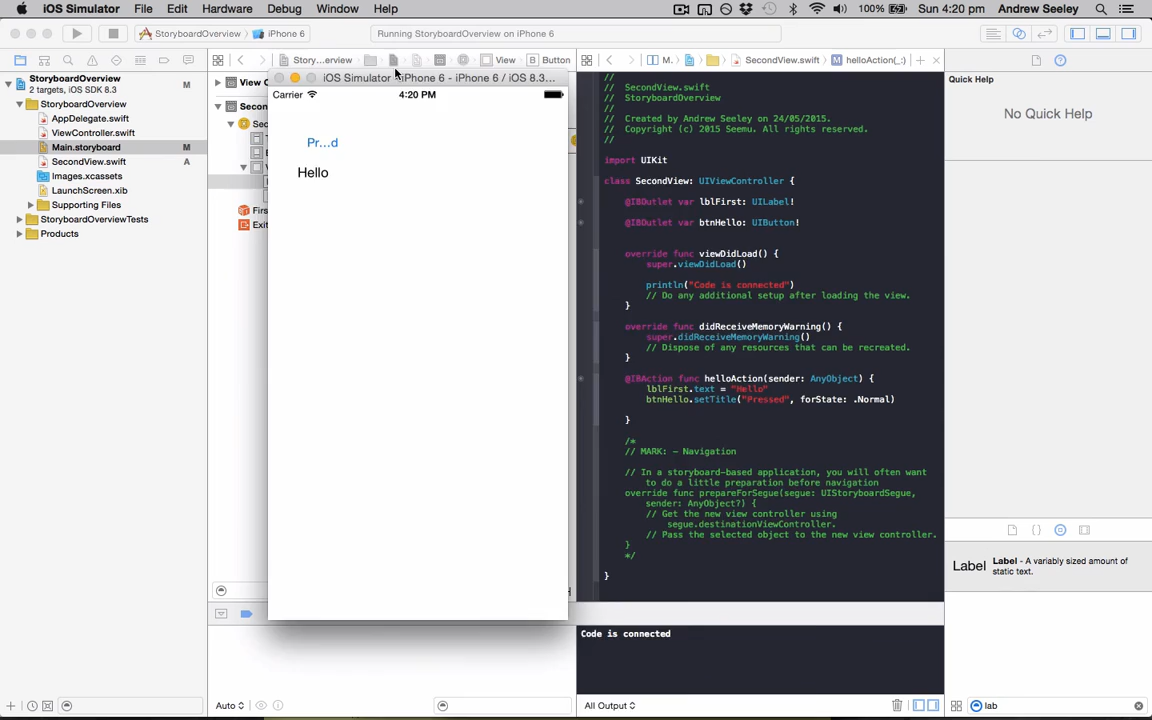 iOS Simulator File Edit Hardware Debug Window Help 100% Sun 4:20 pm Andrew Seeley
StoryboardOverview iPhone 6 Running StoryboardOverview on iPhone 6
Story...erview View Button M. SecondView.swift helloAction(_:)
StoryboardOverview M
2 targets, iOS SDK 8.3
StoryboardOverview
AppDelegate.swift
ViewController.swift
Main.storyboard M
SecondView.swift A
Images.xcassets
LaunchScreen.xib
Supporting Files
StoryboardOverviewTests
Products
View C
Secon
Sec
T
B
V
Firs
Exit
iOS Simulator - iPhone 6 - iPhone 6 / iOS 8.3...
Carrier 4:20 PM
Pr...d
Hello
//
// SecondView.swift
// StoryboardOverview
//
// Created by Andrew Seeley on 24/05/2015.
// Copyright (c) 2015 Seemu. All rights reserved.
//
import UIKit
class SecondView: UIViewController {
@IBOutlet var lblFirst: UILabel!
@IBOutlet var btnHello: UIButton!
override func viewDidLoad() {
super.viewDidLoad()
println("Code is connected")
// Do any additional setup after loading the view.
}
override func didReceiveMemoryWarning() {
super.didReceiveMemoryWarning()
// Dispose of any resources that can be recreated.
}
@IBAction func helloAction(sender: AnyObject) {
lblFirst.text = "Hello"
btnHello.setTitle("Pressed", forState: .Normal)
}
/*
// MARK: - Navigation
// In a storyboard-based application, you will often want
to do a little preparation before navigation
override func prepareForSegue(segue: UIStoryboardSegue,
sender: AnyObject?) {
// Get the new view controller using
segue.destinationViewController.
// Pass the selected object to the new view controller.
}
*/
}
Quick Help
No Quick Help
Label Label - A variably sized amount of
static text.
Code is connected
Auto All Output lab